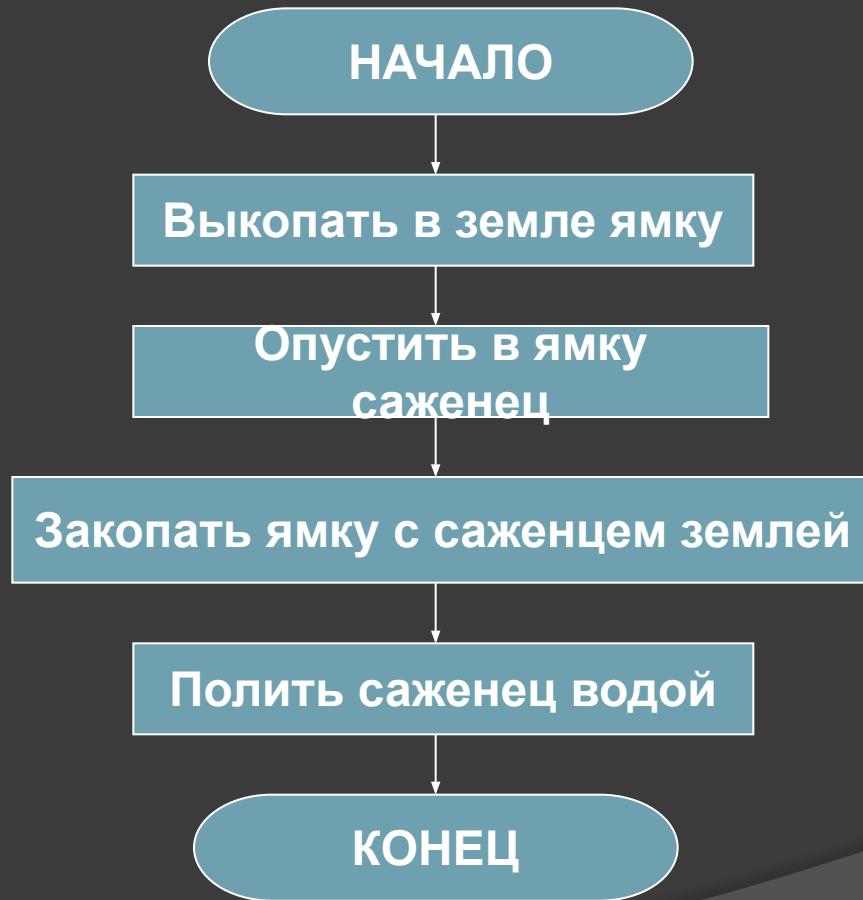 НАЧАЛО
Выкопать в земле ямку
Опустить в ямку
саженец
Закопать ямку с саженцем землей
Полить саженец водой
КОНЕЦ